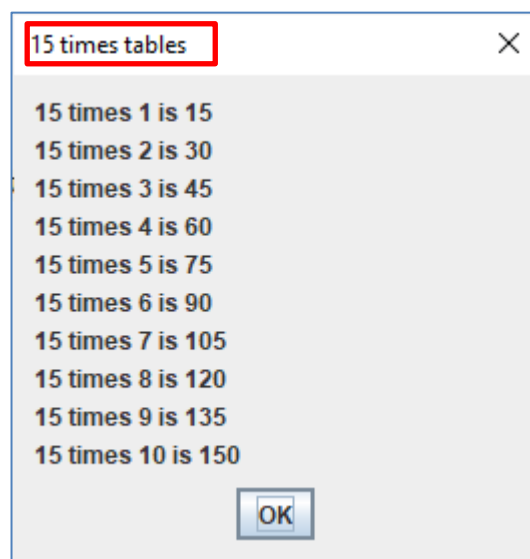 15 times tables
15 times 1 is 15
15 times 2 is 30
15 times 3 is 45
15 times 4 is 60
15 times 5 is 75
15 times 6 is 90
15 times 7 is 105
15 times 8 is 120
15 times 9 is 135
15 times 10 is 150
OK